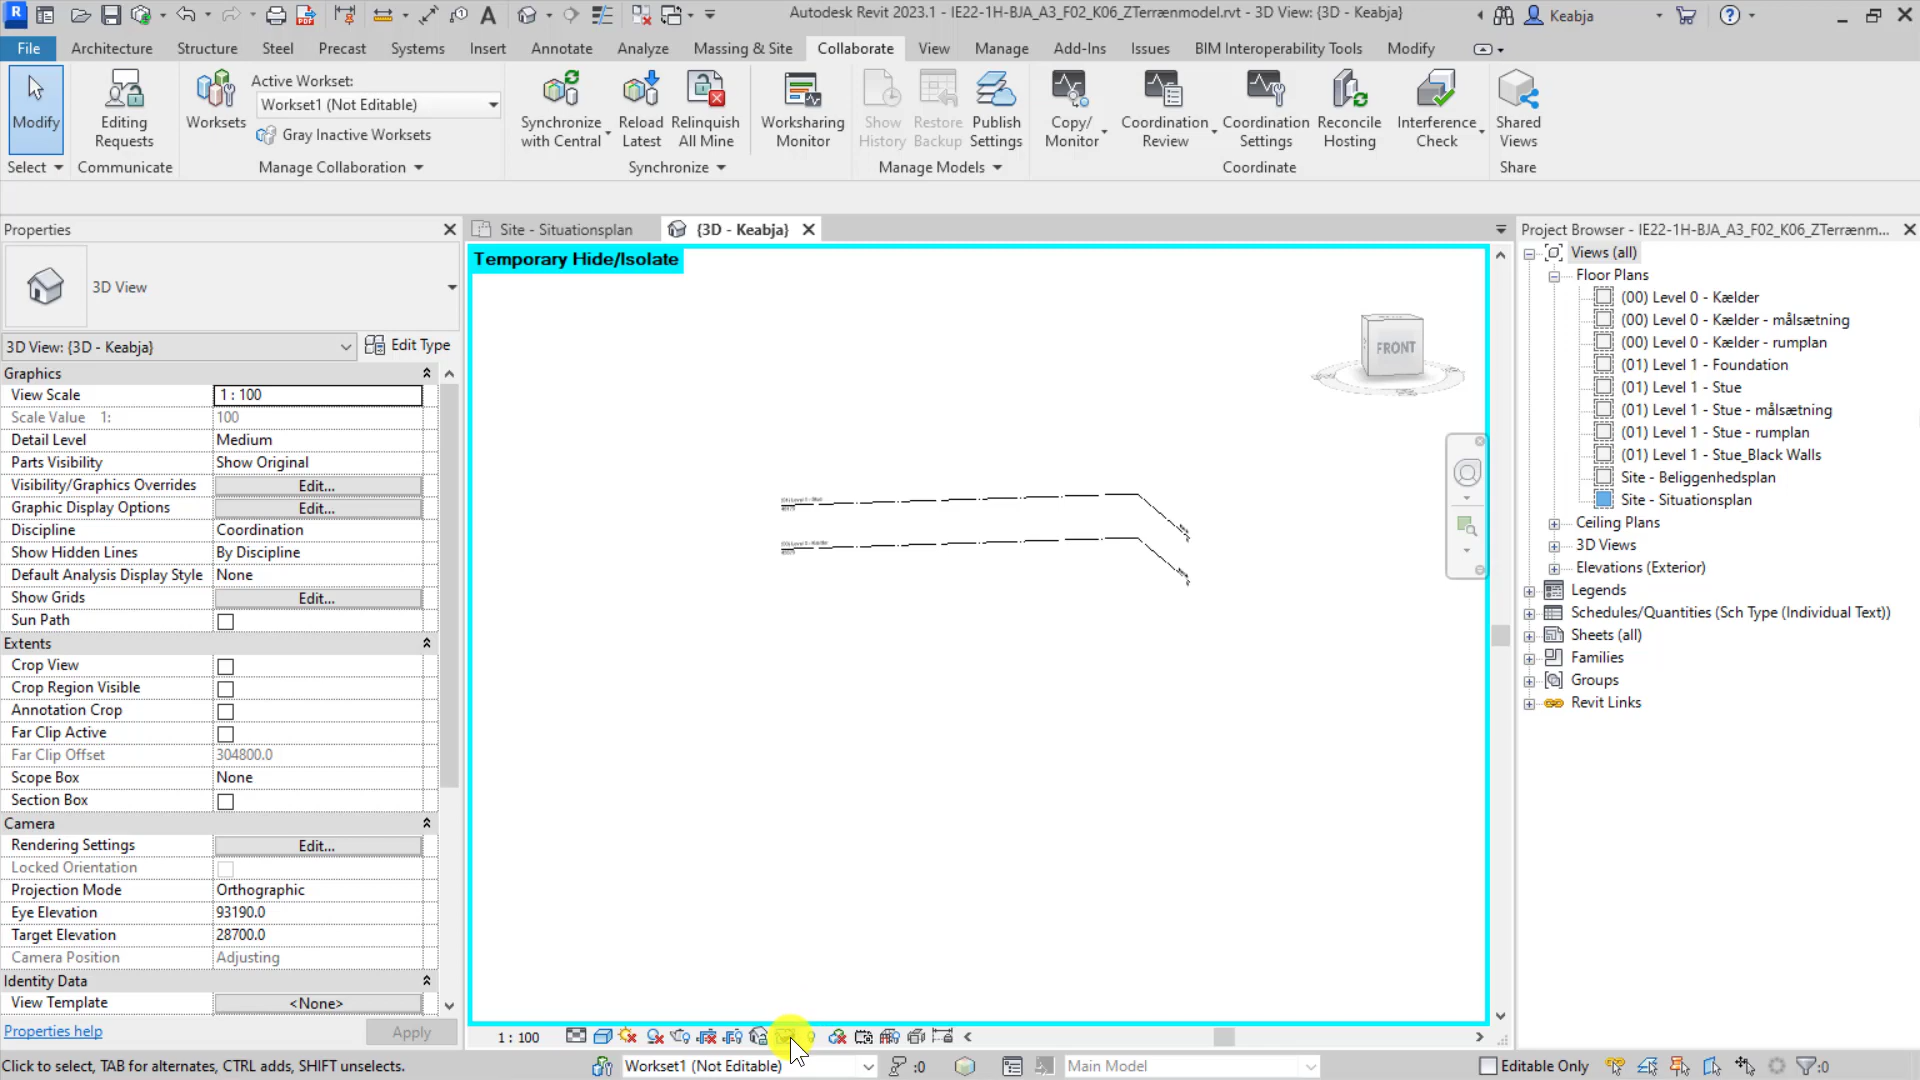 Autodesk Revit 2023.1 - IE22-1H-BJA_A3_F02_K06_ZTerrænmodel.rvt - 3D View: {3D - Keabja}
Keabja
File Architecture Structure Steel Precast Systems Insert Annotate Analyze Massing & Site Collaborate View Manage Add-Ins Issues BIM Interoperability Tools Modify
Modify
Editing Requests
Worksets
Active Workset:
Workset1 (Not Editable)
Gray Inactive Worksets
Synchronize with Central
Reload Latest
Relinquish All Mine
Worksharing Monitor
Show History
Restore Backup
Publish Settings
Copy/ Monitor
Coordination Review
Coordination Settings
Reconcile Hosting
Interference Check
Shared Views
Select
Communicate
Manage Collaboration
Synchronize
Manage Models
Coordinate
Share
Properties
3D View
3D View: {3D - Keabja}
Edit Type
Graphics
View Scale 1 : 100
Scale Value 1: 100
Detail Level Medium
Parts Visibility Show Original
Visibility/Graphics Overrides Edit...
Graphic Display Options Edit...
Discipline Coordination
Show Hidden Lines By Discipline
Default Analysis Display Style None
Show Grids Edit...
Sun Path
Extents
Crop View
Crop Region Visible
Annotation Crop
Far Clip Active
Far Clip Offset 304800.0
Scope Box None
Section Box
Camera
Rendering Settings Edit...
Locked Orientation
Projection Mode Orthographic
Eye Elevation 93190.0
Target Elevation 28700.0
Camera Position Adjusting
Identity Data
View Template <None>
Properties help
Apply
Site - Situationsplan
{3D - Keabja}
Temporary Hide/Isolate
FRONT
1 : 100
Project Browser - IE22-1H-BJA_A3_F02_K06_ZTerrænm...
Views (all)
Floor Plans
(00) Level 0 - Kælder
(00) Level 0 - Kælder - målsætning
(00) Level 0 - Kælder - rumplan
(01) Level 1 - Foundation
(01) Level 1 - Stue
(01) Level 1 - Stue - målsætning
(01) Level 1 - Stue - rumplan
(01) Level 1 - Stue_Black Walls
Site - Beliggenhedsplan
Site - Situationsplan
Ceiling Plans
3D Views
Elevations (Exterior)
Legends
Schedules/Quantities (Sch Type (Individual Text))
Sheets (all)
Families
Groups
Revit Links
Click to select, TAB for alternates, CTRL adds, SHIFT unselects.
Workset1 (Not Editable)
:0
Main Model
Editable Only
:0